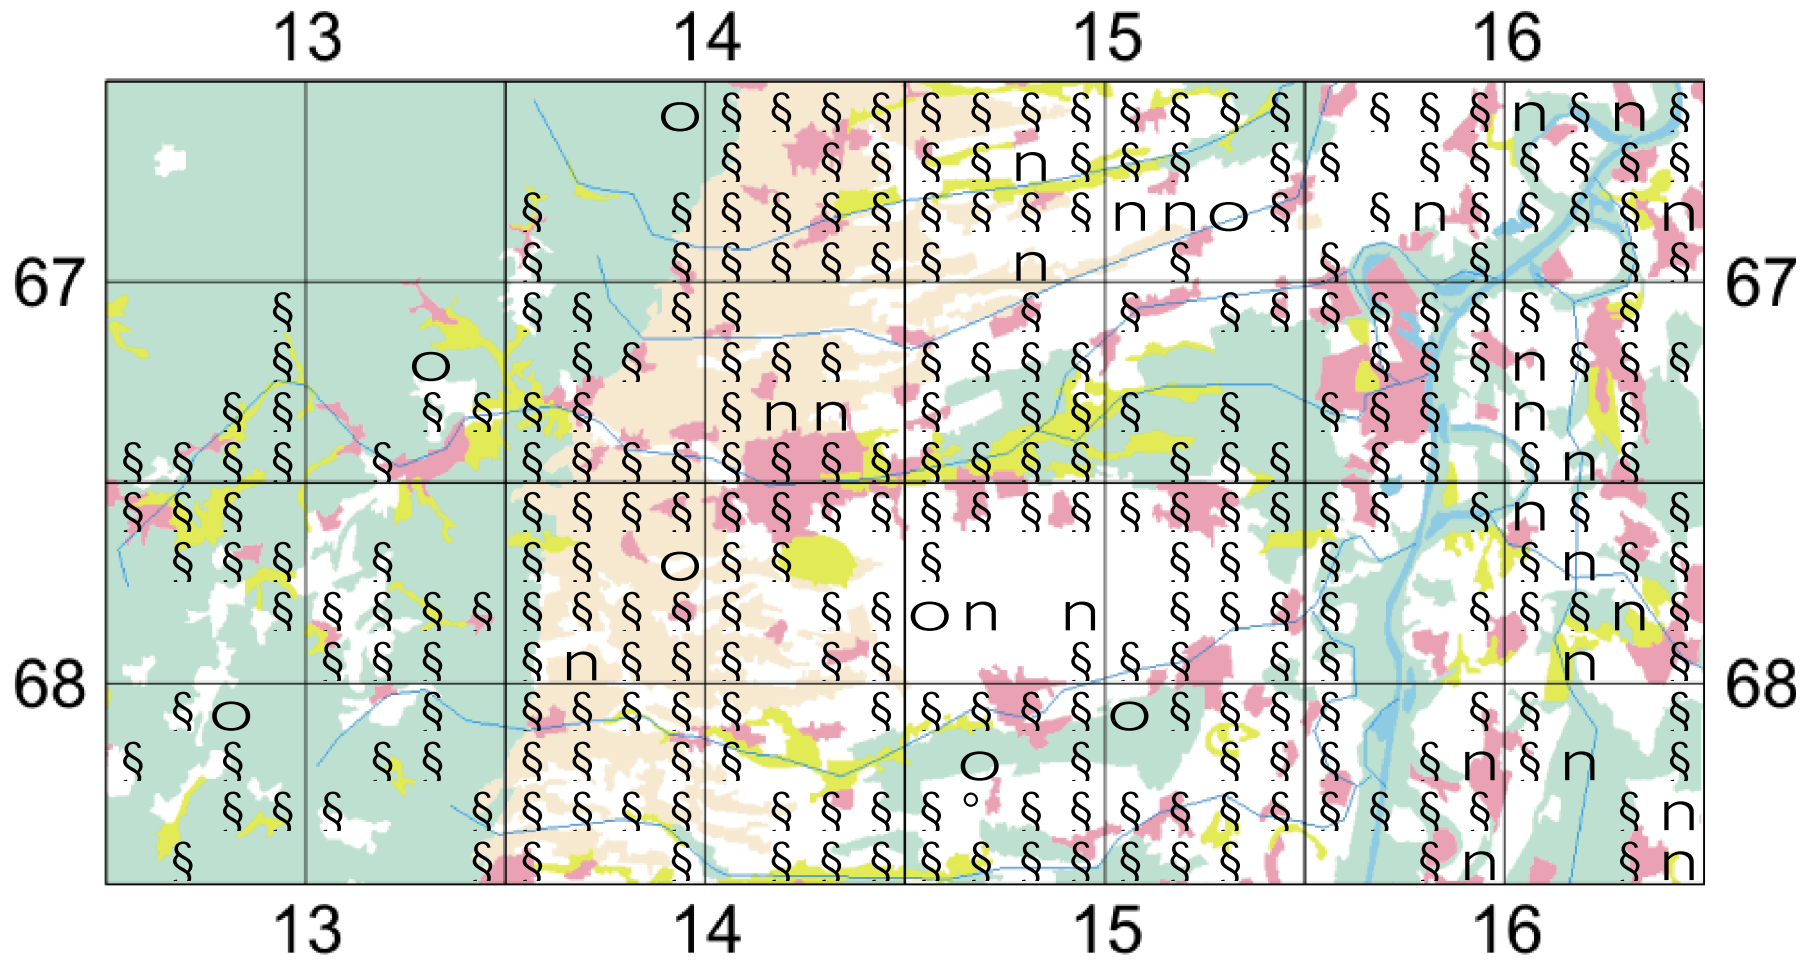 13 14 15 16
o § § § § § § § § § § § § § § § n § n §
§ § § § § n § § § § § § § § § § §
§ § § § § § § § § § n n o § § n § § § § n
§ § § § § § § n § § § § §
67 67
§ § § § § § § § § § § § § §
§ o § § § § § § § § § § § § n § § §
§ § § § § § § n n § § § § § § § § n §
§ § § § § § § § § § § § § § § § § § § § § § n §
§ § § § § § § § § § § § § § § § § § § § § § n § §
§ § § § § § o § § § § § § § n § §
§ § § § § § § § § § § § o n n § § § § § § § n §
§ § § § n § § § § § § § § § § n
68 68
§ o § § § § § § § § § § § o § § § § § § §
§ § § § § § § § o § § § § § n § n §
§ § § § § § § § § § § § ° § § § § § § § § § § § n
§ § § § § § § § § § § § § § § n § n
13 14 15 16